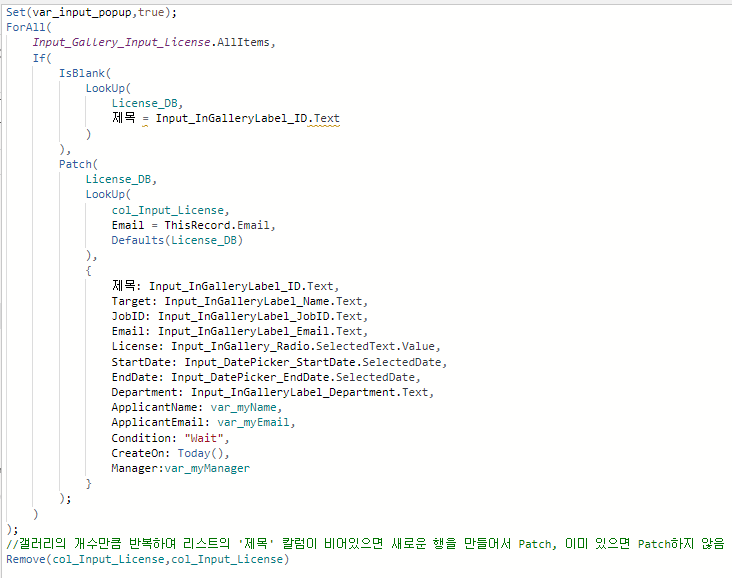 Set(var_input_popup,true);
ForAll(
Input_Gallery_Input_License.AllItems,
If(
IsBlank(
LookUp(
License_DB,
제목 = Input_InGalleryLabel_ID.Text
)
),
Patch(
License_DB,
LookUp(
col_Input_License,
Email = ThisRecord.Email,
Defaults(License_DB)
),
{
제목: Input_InGalleryLabel_ID.Text,
Target: Input_InGalleryLabel_Name.Text,
JobID: Input_InGalleryLabel_JobID.Text,
Email: Input_InGalleryLabel_Email.Text,
License: Input_InGallery_Radio.SelectedText.Value,
StartDate: Input_DatePicker_StartDate.SelectedDate,
EndDate: Input_DatePicker_EndDate.SelectedDate,
Department: Input_InGalleryLabel_Department.Text,
ApplicantName: var_myName,
ApplicantEmail: var_myEmail,
Condition: "Wait",
CreateOn: Today(),
Manager:var_myManager
}
);
)
);
//갤러리의 개수만큼 반복하여 리스트의 '제목' 칼럼이 비어있으면 새로운 행을 만들어서 Patch, 이미 있으면 Patch하지 않음
Remove(col_Input_License,col_Input_License)